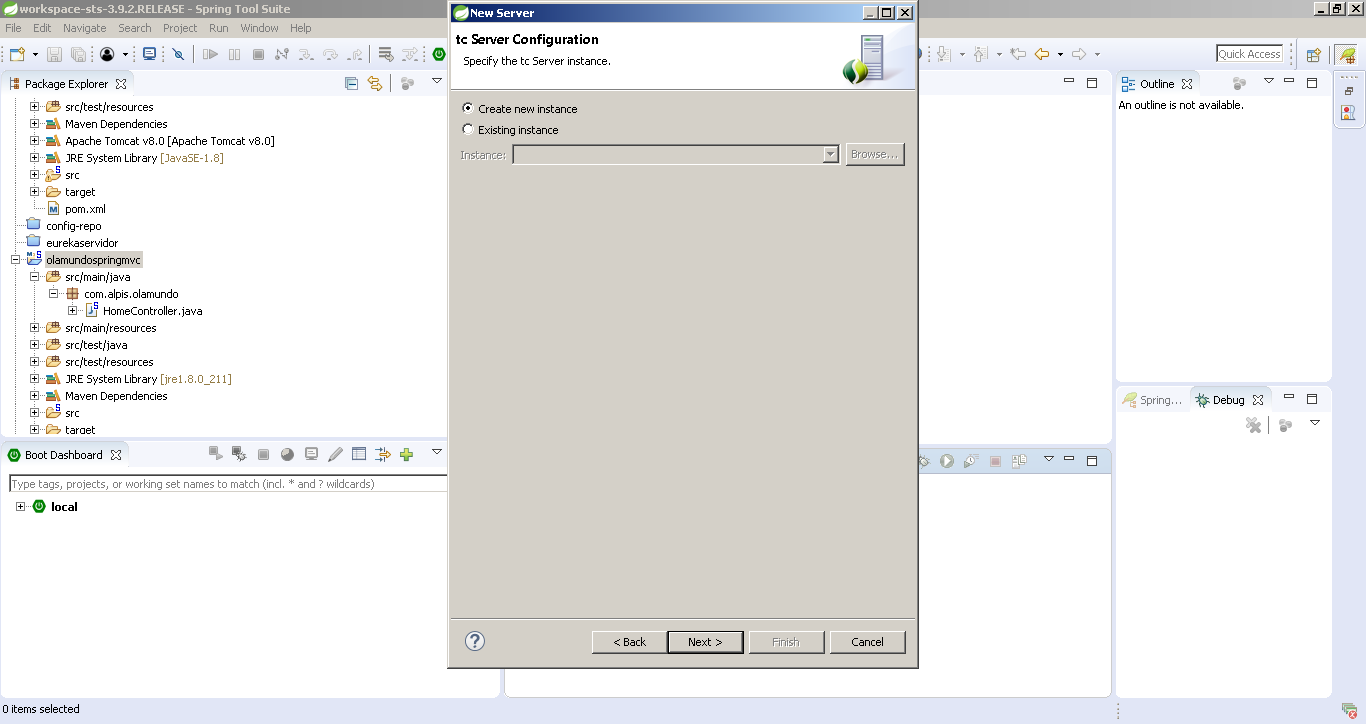 workspace-sts-3.9.2.RELEASE - Spring Tool Suite
File Edit Navigate Search Project Run Window Help
Quick Access
Package Explorer
src/test/resources
Maven Dependencies
Apache Tomcat v8.0 [Apache Tomcat v8.0]
JRE System Library [JavaSE-1.8]
src
target
pom.xml
config-repo
eurekaservidor
olamundospringmvc
src/main/java
com.alpis.olamundo
HomeController.java
src/main/resources
src/test/java
src/test/resources
JRE System Library [jre1.8.0_211]
Maven Dependencies
src
target
Boot Dashboard
Type tags, projects, or working set names to match (incl. * and ? wildcards)
local
0 items selected
New Server
tc Server Configuration
Specify the tc Server instance.
Create new instance
Existing instance
Instance:
Browse...
< Back
Next >
Finish
Cancel
Outline
An outline is not available.
Spring...
Debug